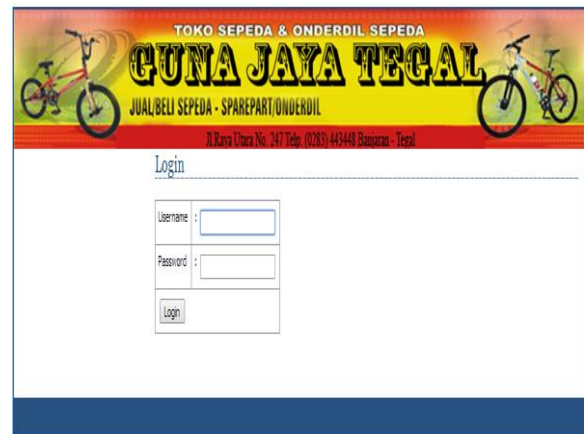 TOKO SEPEDA & ONDERDIL SEPEDA
GUNA JAYA TEGAL
JUAL/BELI SEPEDA - SPAREPART/ONDERDIL
Jl.Raya Utara No. 247 Telp. (0283) 443448 Banjaran - Tegal
Login
Username :
Password :
Login